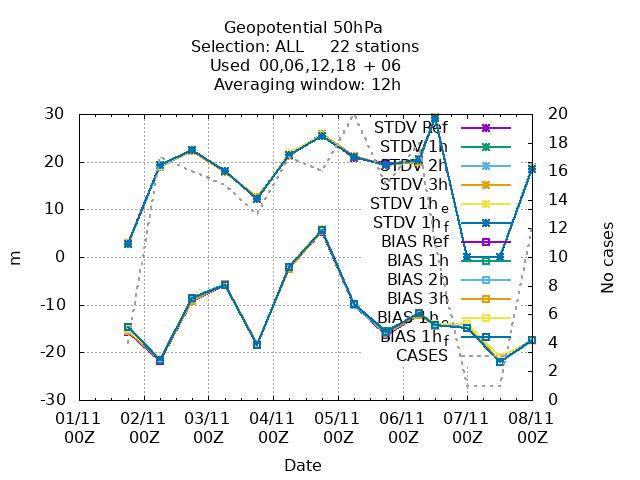 Geopotential 50hPa
Selection: ALL 22 stations
Used 00,06,12,18 + 06
Averaging window: 12h
30
20
10
0
-10
-20
-30
m
20
18
16
14
12
10
8
6
4
2
0
No cases
STDV Ref
STDV 1h
STDV 2h
STDV 3h
STDV 1h e
STDV 1h f
BIAS Ref
BIAS 1h
BIAS 2h
BIAS 3h
BIAS 1h e
BIAS 1h f
CASES
01/11 02/11 03/11 04/11 05/11 06/11 07/11 08/11
00Z 00Z 00Z 00Z 00Z 00Z 00Z 00Z
Date